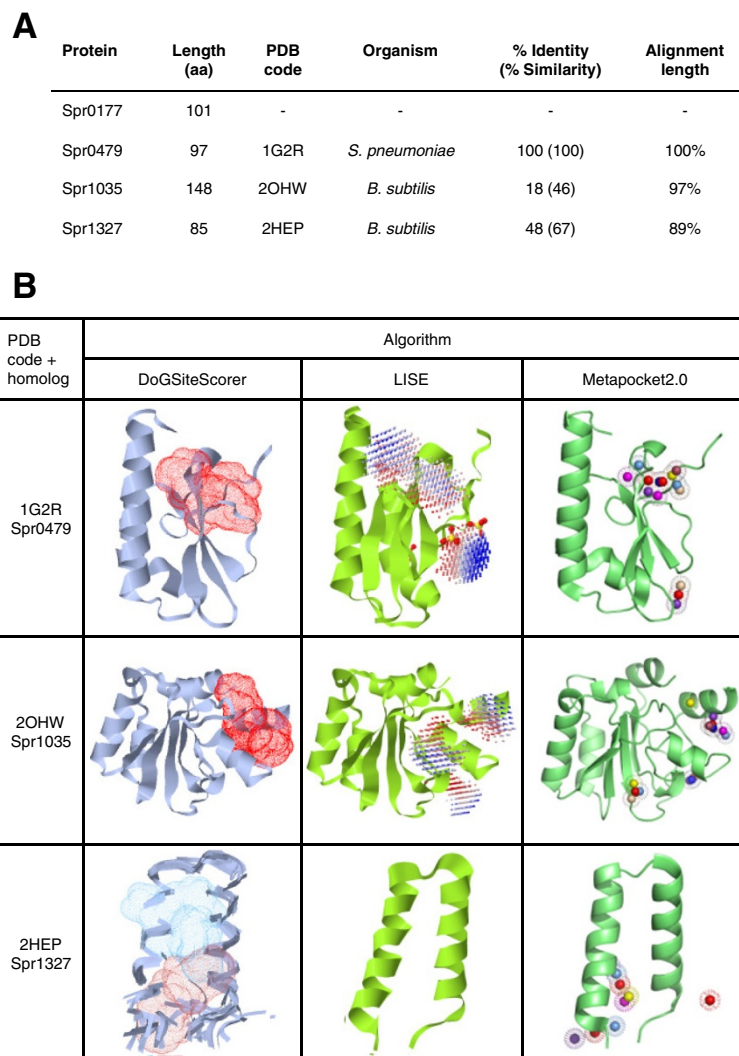 A
Protein Length (aa) PDB code Organism % Identity (% Similarity) Alignment length
Spr0177 101 - - - -
Spr0479 97 1G2R S. pneumoniae 100 (100) 100%
Spr1035 148 2OHW B. subtilis 18 (46) 97%
Spr1327 85 2HEP B. subtilis 48 (67) 89%
B
PDB code + homolog
Algorithm
DoGSiteScorer LISE Metapocket2.0
1G2R
Spr0479
2OHW
Spr1035
2HEP
Spr1327